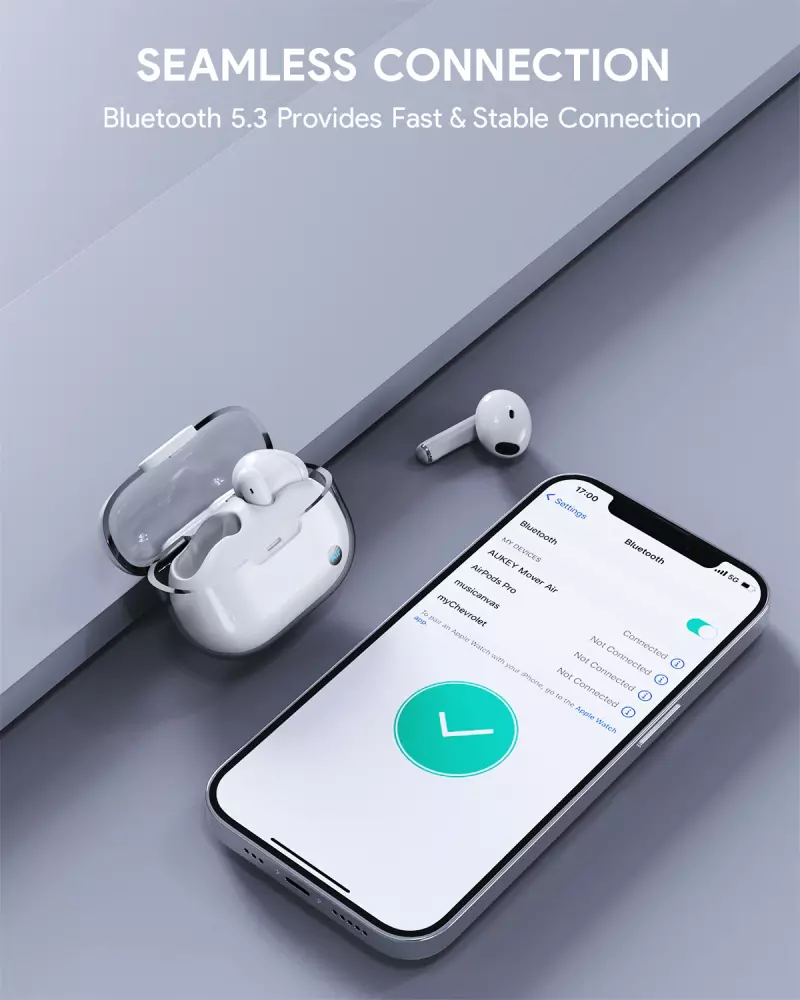 SEAMLESS CONNECTION
Bluetooth 5.3 Provides Fast & Stable Connection
17:00
5G
Settings
Bluetooth
Bluetooth
MY DEVICES
AUKEY Mover Air Connected
AirPods Pro Not Connected
musicanvas Not Connected
myChevrolet Not Connected
To pair an Apple Watch with your iPhone, go to the Apple Watch
app.